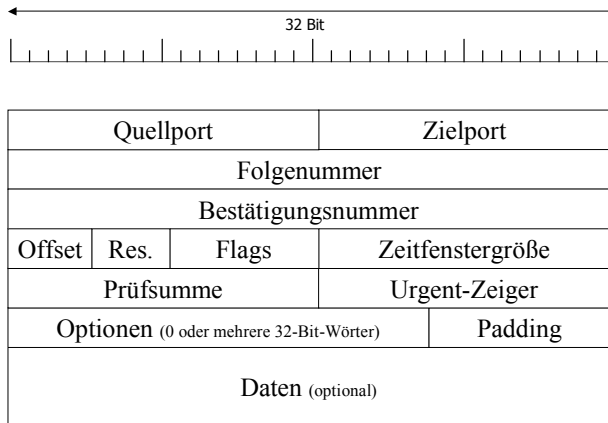 32 Bit
Quellport Zielport
Folgenummer
Bestätigungsnummer
Offset Res. Flags Zeitfenstergröße
Prüfsumme Urgent-Zeiger
Optionen (0 oder mehrere 32-Bit-Wörter) Padding
Daten (optional)